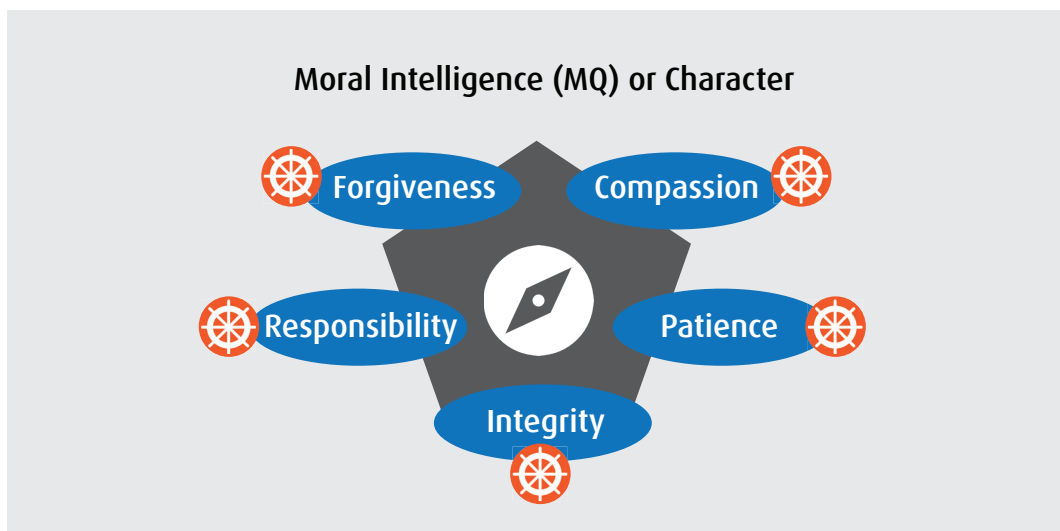 Moral Intelligence (MQ) or Character
Forgiveness
Compassion
Responsibility
Patience
Integrity